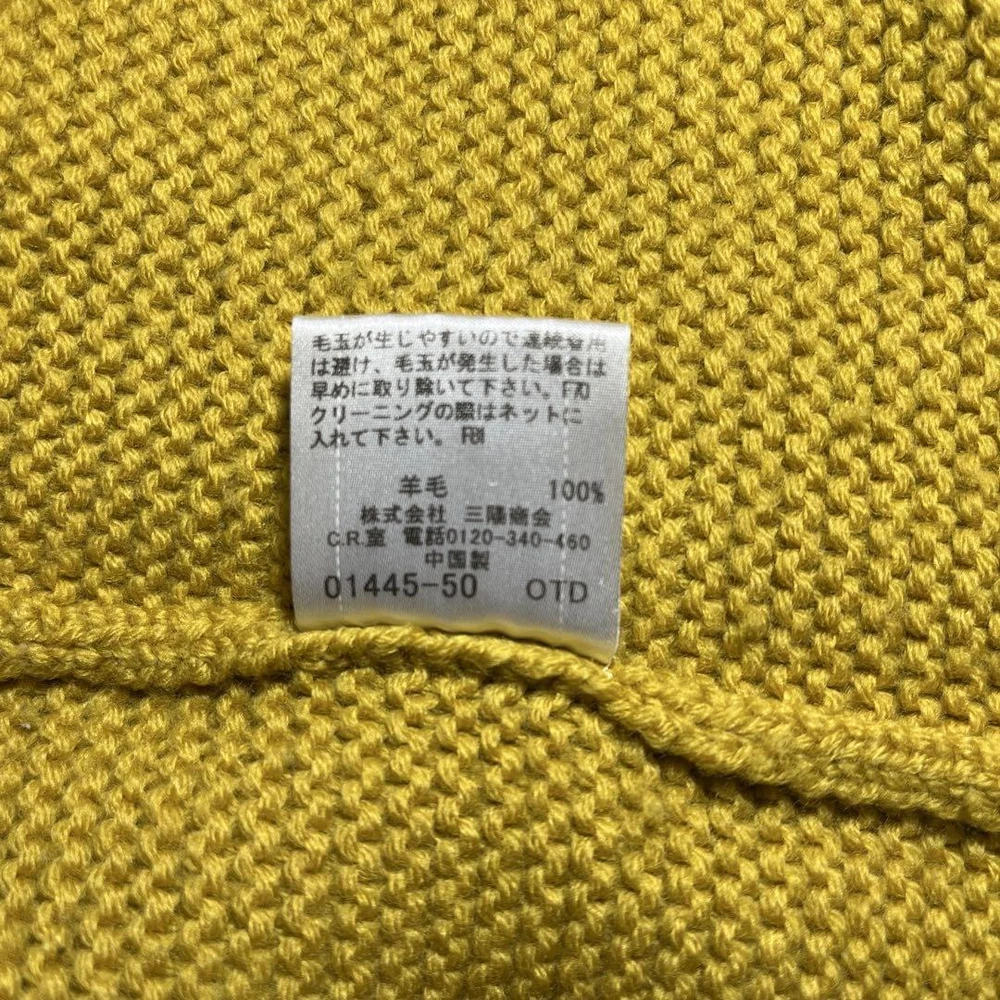 毛玉が生じやすいので連続着用
は避け、毛玉が発生した場合は
早めに取り除いて下さい。F70
クリーニングの際はネットに
入れて下さい。
羊毛 100%
株式会社 三陽商会
C.R.室 電話0120-340-460
中国製
01445-50 OTD